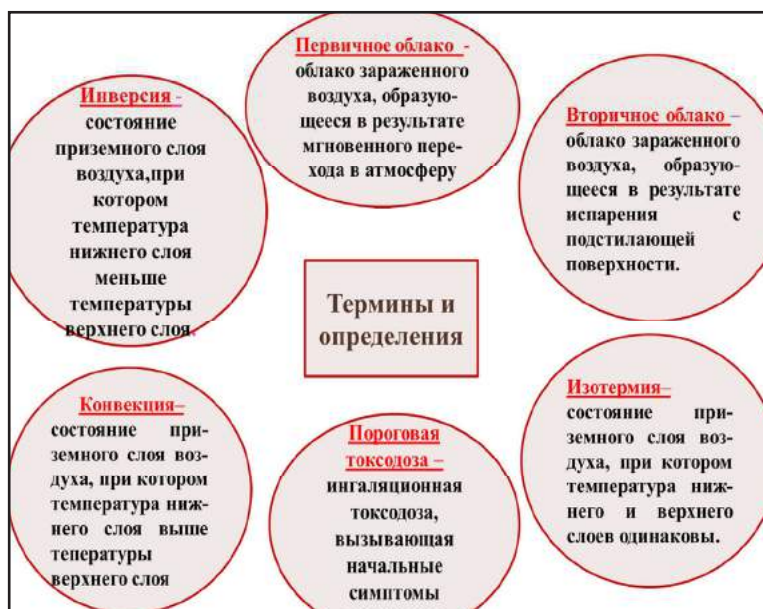 Первичное облако -
облако зараженного
воздуха, образую-
щееся в результате
мгновенного пере-
хода в атмосферу
Инверсия -
состояние
приземного слоя
воздуха,при
котором
температура
нижнего слоя
меньше
температуры
верхнего слоя.
Вторичное облако –
облако зараженного
воздуха, образую-
щееся в результате
испарения с
подстилающей
поверхности.
Термины и
определения
Конвекция–
состояние при-
земного слоя воз-
духа, при котором
температура ниж-
него слоя выше
тепературы
верхнего слоя
Пороговая
токсодоза –
ингаляционная
токсодоза,
вызывающая
начальные
симптомы
Изотермия–
состояние при-
земного слоя воз-
духа, при котором
температура ниж-
него и верхнего
слоев одинаковы.